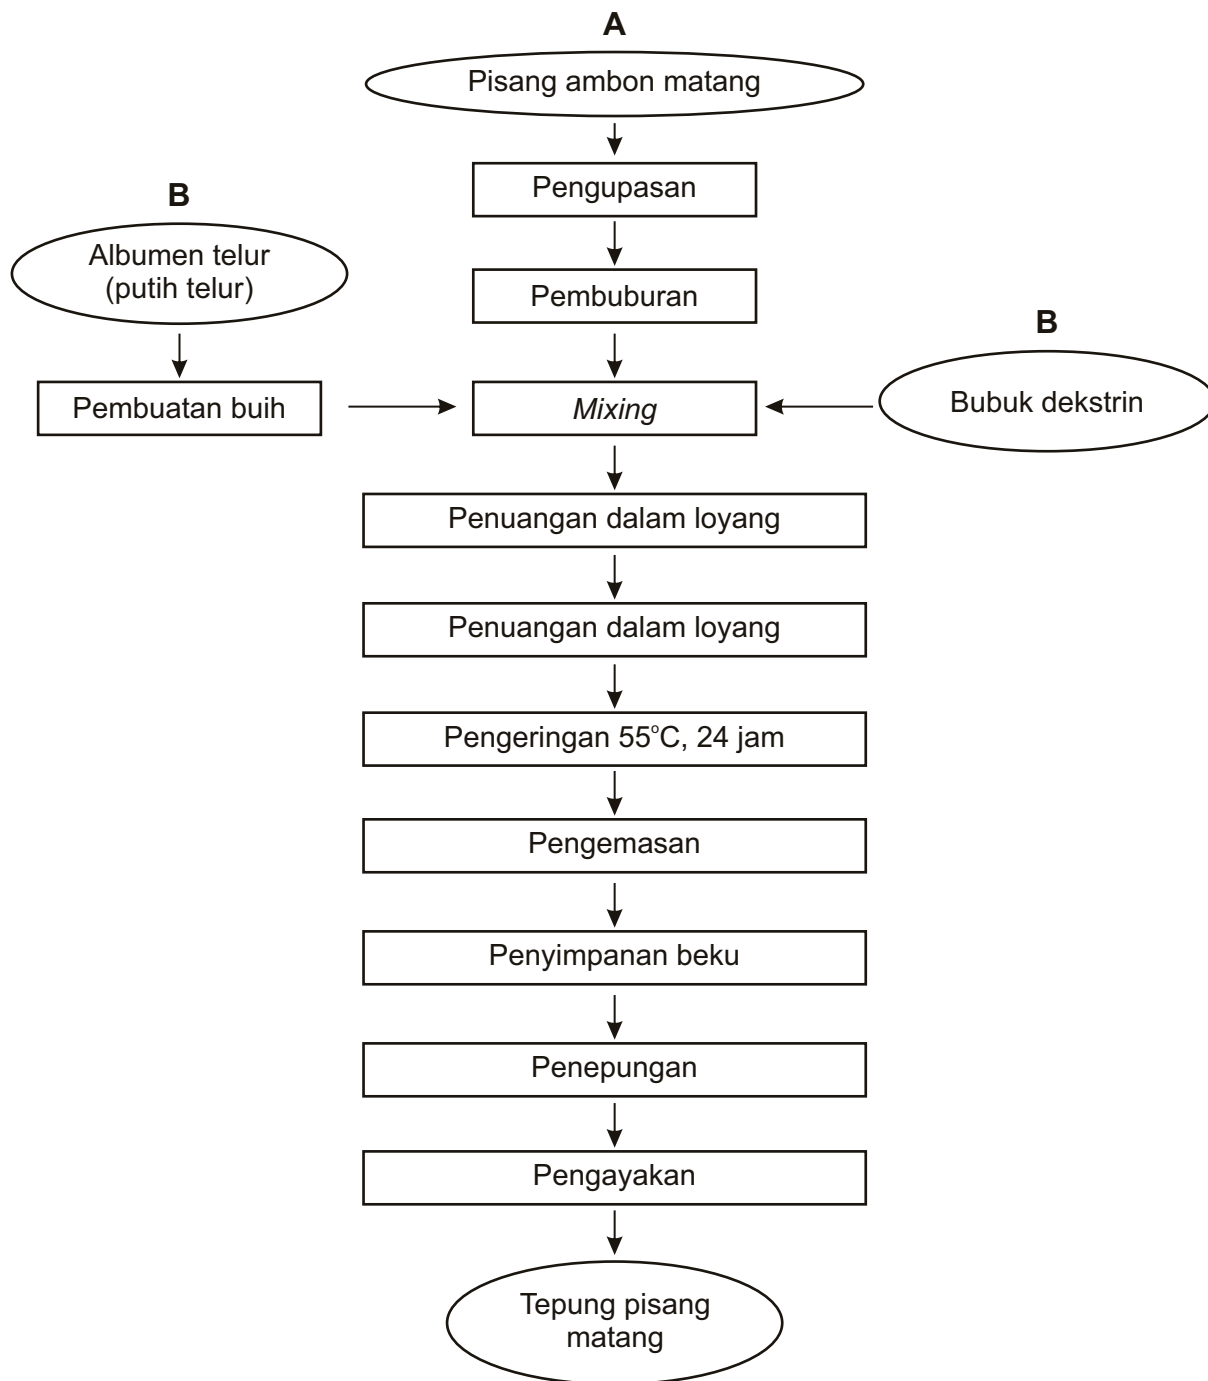 A
Pisang ambon matang
Pengupasan
B
Albumen telur
(putih telur)
Pembuburan
B
Bubuk dekstrin
Pembuatan buih
Mixing
Penuangan dalam loyang
Penuangan dalam loyang
Pengeringan 55°C, 24 jam
Pengemasan
Penyimpanan beku
Penepungan
Pengayakan
Tepung pisang
matang